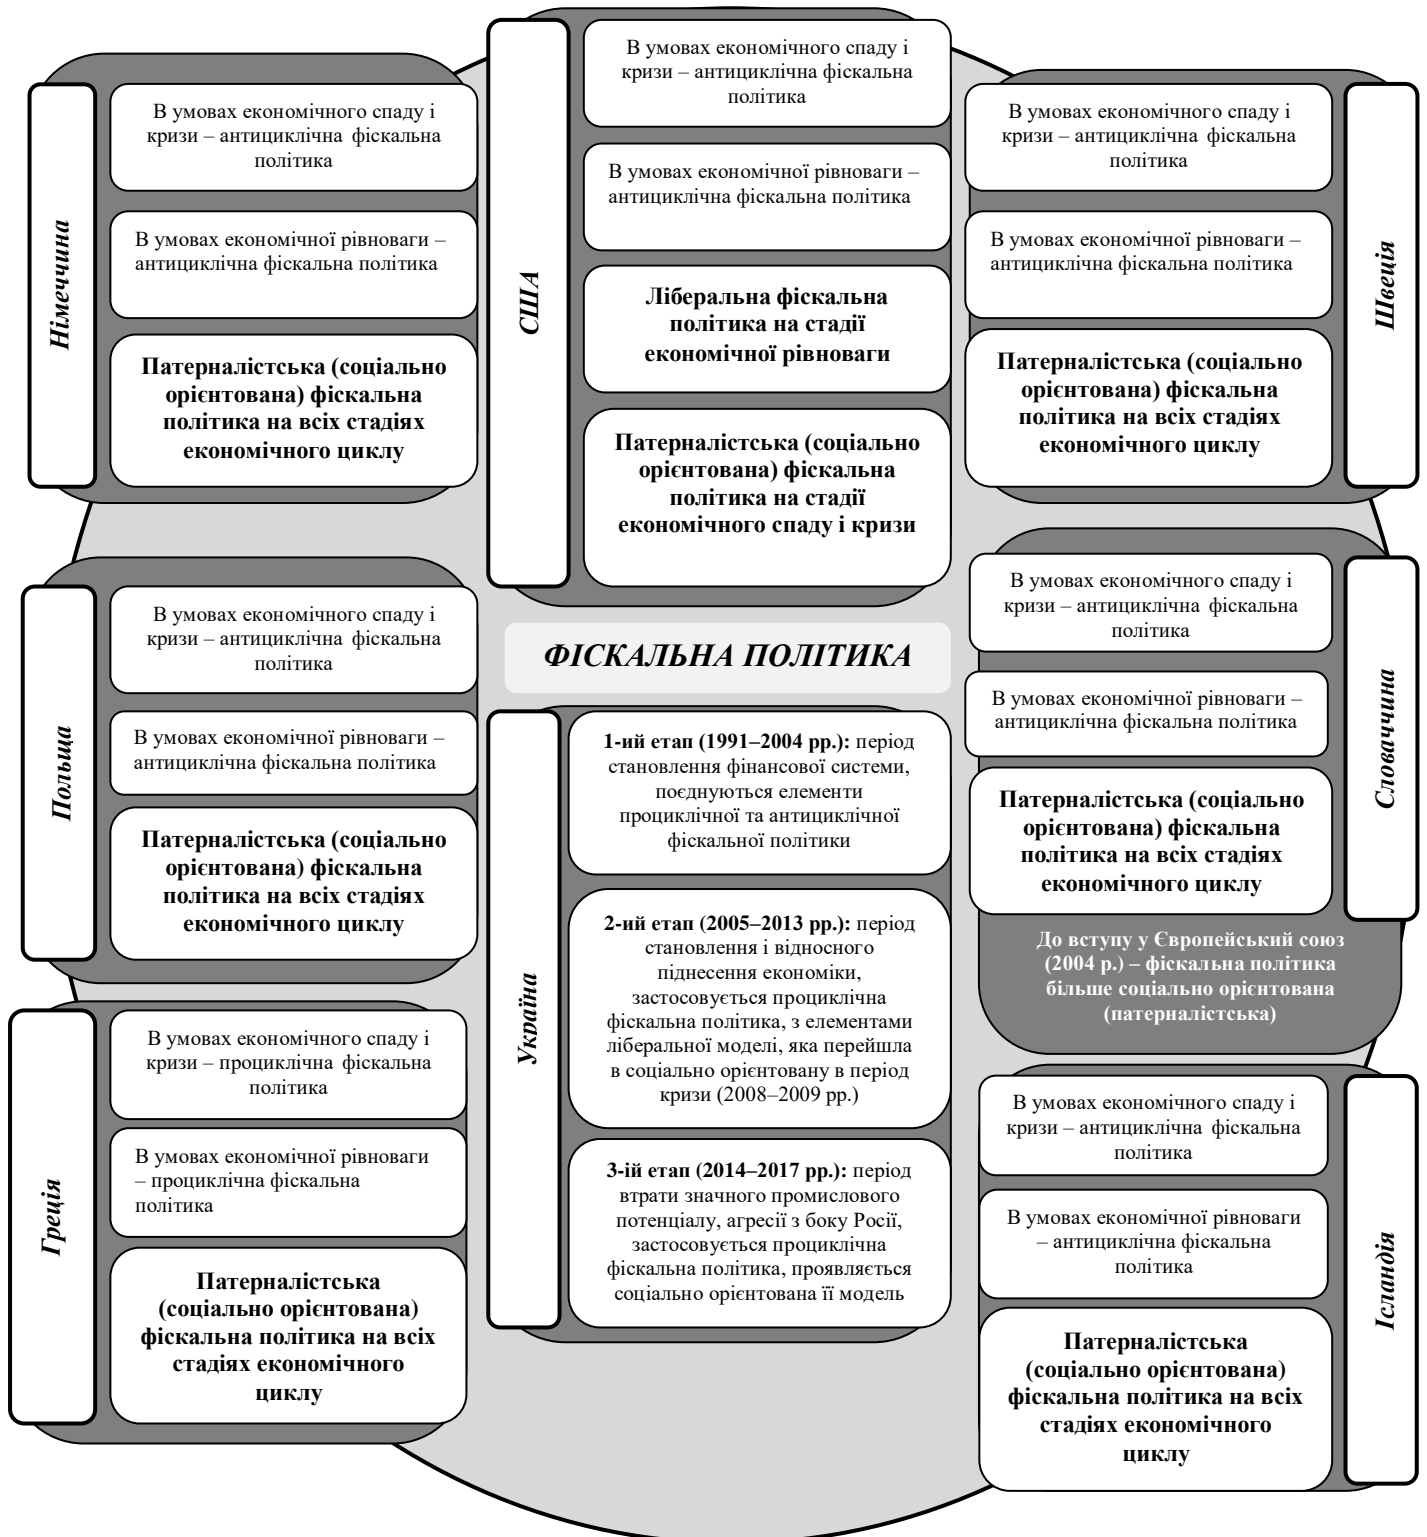 Німеччина
В умовах економічного спаду і
кризи – антициклічна фіскальна
політика
В умовах економічної рівноваги –
антициклічна фіскальна політика
Патерналістська (соціально
орієнтована) фіскальна
політика на всіх стадіях
економічного циклу
США
В умовах економічного спаду і
кризи – антициклічна фіскальна
політика
В умовах економічної рівноваги –
антициклічна фіскальна політика
Ліберальна фіскальна
політика на стадії
економічної рівноваги
Патерналістська (соціально
орієнтована) фіскальна
політика на стадії
економічного спаду і кризи
В умовах економічного спаду і
кризи – антициклічна фіскальна
політика
В умовах економічної рівноваги –
антициклічна фіскальна політика
Патерналістська (соціально
орієнтована) фіскальна
політика на всіх стадіях
економічного циклу
Швеція
Польща
В умовах економічного спаду і
кризи – антициклічна фіскальна
політика
В умовах економічної рівноваги –
антициклічна фіскальна політика
Патерналістська (соціально
орієнтована) фіскальна
політика на всіх стадіях
економічного циклу
ФІСКАЛЬНА ПОЛІТИКА
В умовах економічного спаду і
кризи – антициклічна фіскальна
політика
В умовах економічної рівноваги –
антициклічна фіскальна політика
Патерналістська (соціально
орієнтована) фіскальна
політика на всіх стадіях
економічного циклу
До вступу у Європейський союз
(2004 р.) – фіскальна політика
більше соціально орієнтована
(патерналістська)
Словаччина
Україна
1-ий етап (1991–2004 рр.): період
становлення фінансової системи,
поєднуються елементи
проциклічної та антициклічної
фіскальної політики
2-ий етап (2005–2013 рр.): період
становлення і відносного
піднесення економіки,
застосовується проциклічна
фіскальна політика, з елементами
ліберальної моделі, яка перейшла
в соціально орієнтовану в період
кризи (2008–2009 рр.)
3-ій етап (2014–2017 рр.): період
втрати значного промислового
потенціалу, агресії з боку Росії,
застосовується проциклічна
фіскальна політика, проявляється
соціально орієнтована її модель
Греція
В умовах економічного спаду і
кризи – проциклічна фіскальна
політика
В умовах економічної рівноваги
– проциклічна фіскальна
політика
Патерналістська
(соціально орієнтована)
фіскальна політика на всіх
стадіях економічного
циклу
В умовах економічного спаду і
кризи – антициклічна фіскальна
політика
В умовах економічної рівноваги
– антициклічна фіскальна
політика
Патерналістська
(соціально орієнтована)
фіскальна політика на всіх
стадіях економічного
циклу
Ісландія